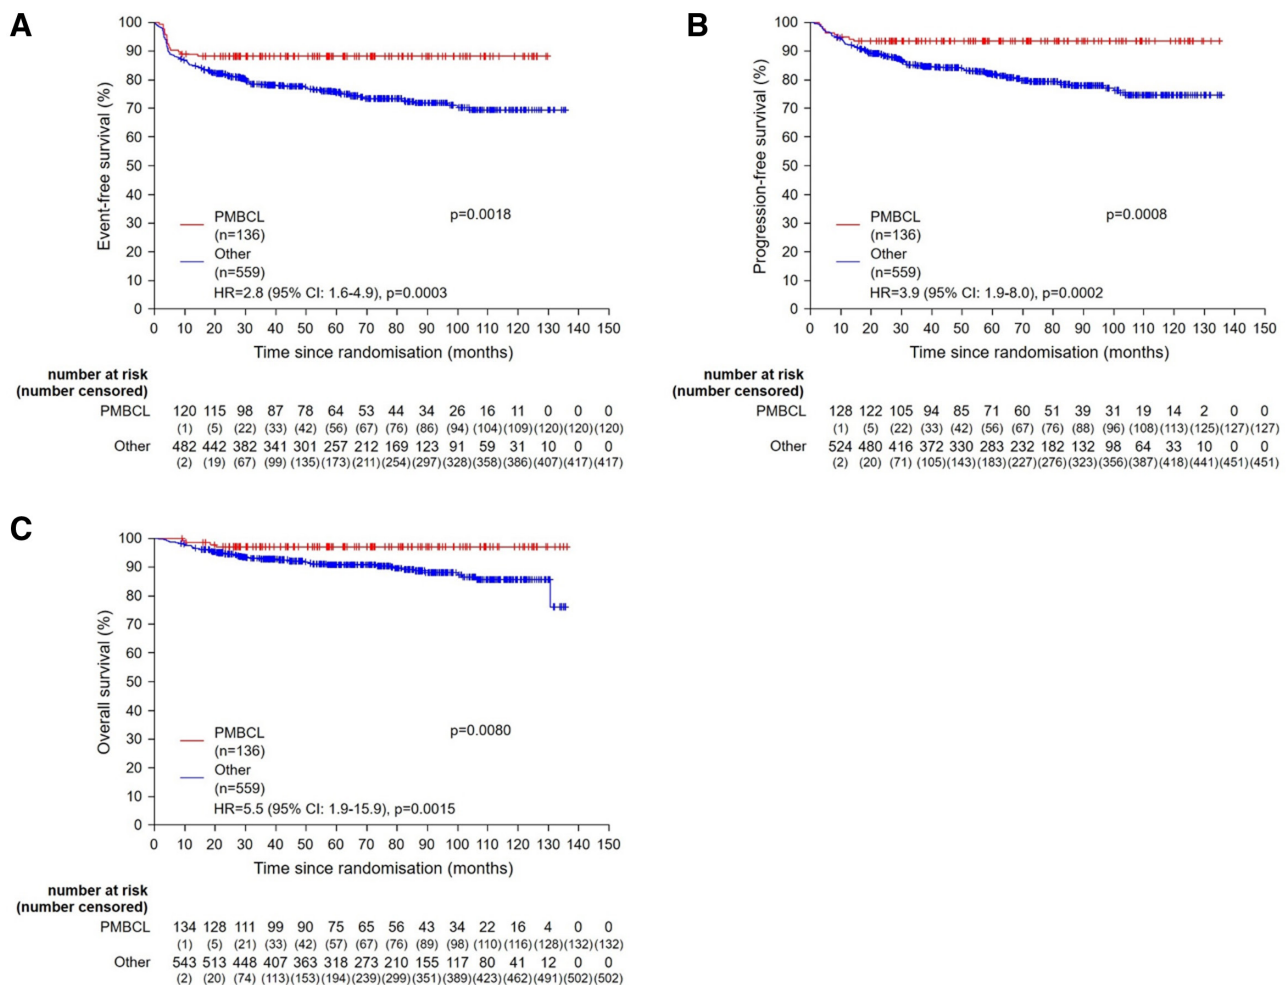 A
100
90
80
70
60
50
40
30
20
10
0
Event-free survival (%)
PMBCL
(n=136)
Other
(n=559)
p=0.0018
HR=2.8 (95% CI: 1.6-4.9), p=0.0003
0 10 20 30 40 50 60 70 80 90 100 110 120 130 140 150
Time since randomisation (months)
number at risk
(number censored)
PMBCL 120 115 98 87 78 64 53 44 34 26 16 11 0 0 0
(1) (5) (22) (33) (42) (56) (67) (76) (86) (94) (104) (109) (120) (120) (120)
Other 482 442 382 341 301 257 212 169 123 91 59 31 10 0 0
(2) (19) (67) (99) (135) (173) (211) (254) (297) (328) (358) (386) (407) (417) (417)
B
100
90
80
70
60
50
40
30
20
10
0
Progression-free survival (%)
PMBCL
(n=136)
Other
(n=559)
p=0.0008
HR=3.9 (95% CI: 1.9-8.0), p=0.0002
0 10 20 30 40 50 60 70 80 90 100 110 120 130 140 150
Time since randomisation (months)
number at risk
(number censored)
PMBCL 128 122 105 94 85 71 60 51 39 31 19 14 2 0 0
(1) (5) (22) (33) (42) (56) (67) (76) (88) (96) (108) (113) (125) (127) (127)
Other 524 480 416 372 330 283 232 182 132 98 64 33 10 0 0
(2) (20) (71) (105) (143) (183) (227) (276) (323) (356) (387) (418) (441) (451) (451)
C
100
90
80
70
60
50
40
30
20
10
0
Overall survival (%)
PMBCL
(n=136)
Other
(n=559)
p=0.0080
HR=5.5 (95% CI: 1.9-15.9), p=0.0015
0 10 20 30 40 50 60 70 80 90 100 110 120 130 140 150
Time since randomisation (months)
number at risk
(number censored)
PMBCL 134 128 111 99 90 75 65 56 43 34 22 16 4 0 0
(1) (5) (21) (33) (42) (57) (67) (76) (89) (98) (110) (116) (128) (132) (132)
Other 543 513 448 407 363 318 273 210 155 117 80 41 12 0 0
(2) (20) (74) (113) (153) (194) (239) (299) (351) (389) (423) (462) (491) (502) (502)